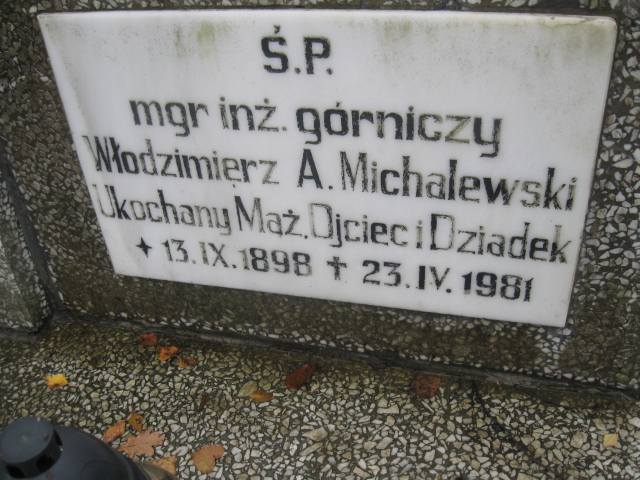 Ś.P.
mgr inż. górniczy
Włodzimierz A. Michalewski
Ukochany Mąż, Ojciec i Dziadek
✦ 13.IX.1898 ✝ 23.IV.1981